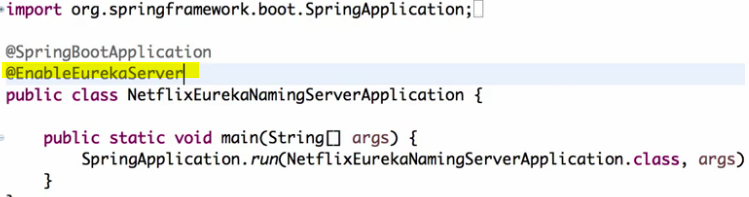 import org.springframework.boot.SpringApplication;
@SpringBootApplication
@EnableEurekaServer
public class NetflixEurekaNamingServerApplication {
public static void main(String[] args) {
SpringApplication.run(NetflixEurekaNamingServerApplication.class, args)
}